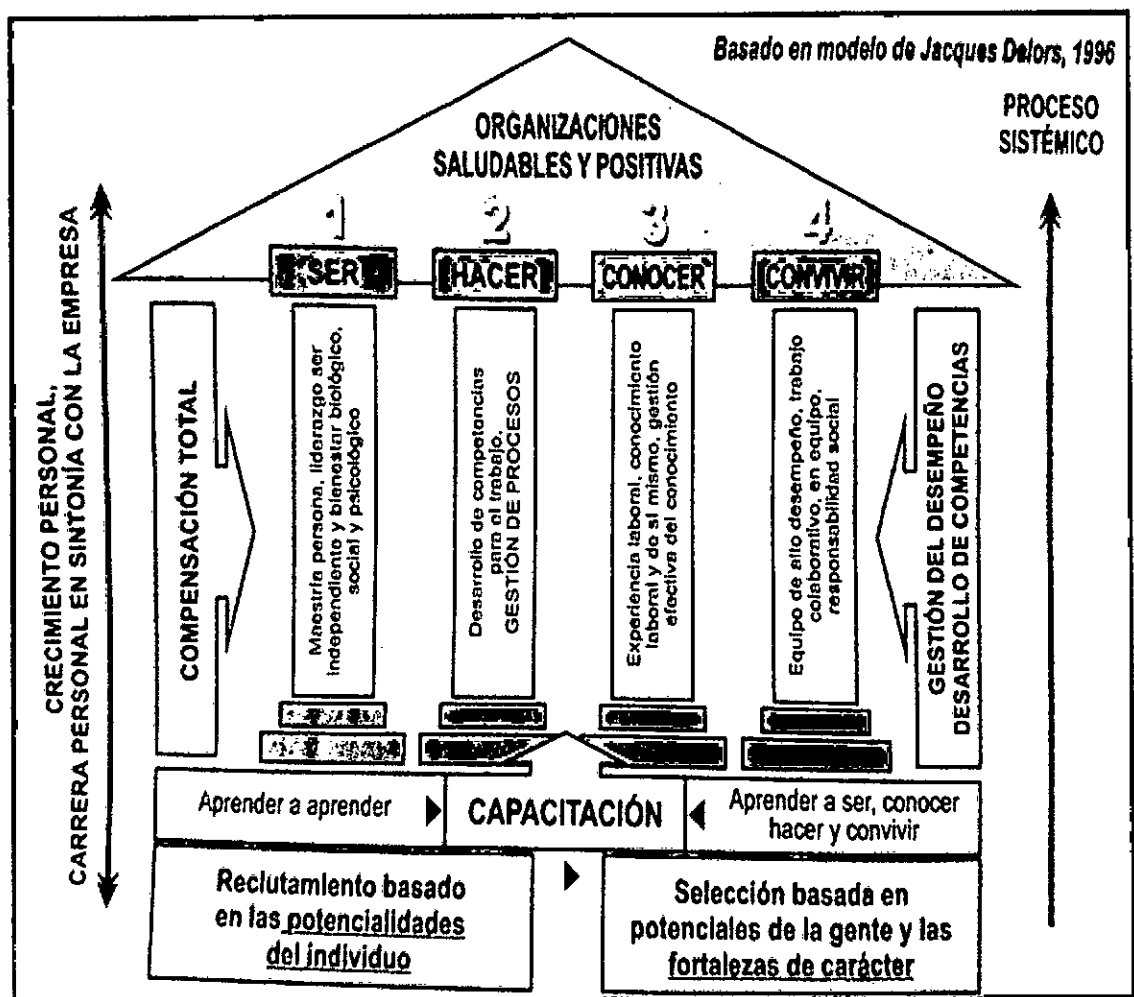 Basado en modelo de Jacques Delors, 1996
PROCESO
SISTÉMICO
ORGANIZACIONES
SALUDABLES Y POSITIVAS
1
2
3
4
SER
HACER
CONOCER
CONVIVIR
CRECIMIENTO PERSONAL,
CARRERA PERSONAL EN SINTONÍA CON LA EMPRESA
COMPENSACIÓN TOTAL
Maestría persona, liderazgo ser
independiente y bienestar biológico,
social y psicológico
Desarrollo de competancias
para el trabajo,
GESTIÓN DE PROCESOS
Experiencia laboral, conocimiento
laboral y de sí mismo, gestión
efectiva del conocimiento
Equipo de alto desempeño, trabajo
colaborativo, en equipo,
responsabilidad social
GESTIÓN DEL DESEMPEÑO
DESARROLLO DE COMPETENCIAS
Aprender a aprender
CAPACITACIÓN
Aprender a ser, conocer
hacer y convivir
Reclutamiento basado
en las potencialidades
del individuo
Selección basada en
potenciales de la gente y las
fortalezas de carácter